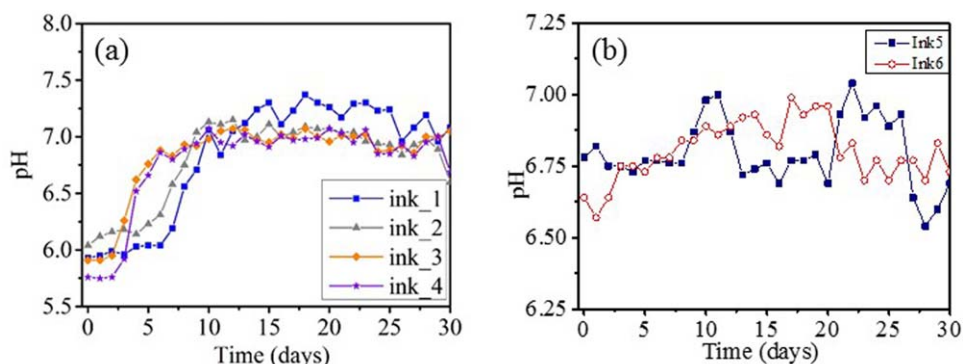 (a)
pH
8.0
7.5
7.0
6.5
6.0
5.5
0 5 10 15 20 25 30
Time (days)
ink_1
ink_2
ink_3
ink_4
(b)
pH
7.25
7.00
6.75
6.50
6.25
0 5 10 15 20 25 30
Time (days)
Ink5
Ink6